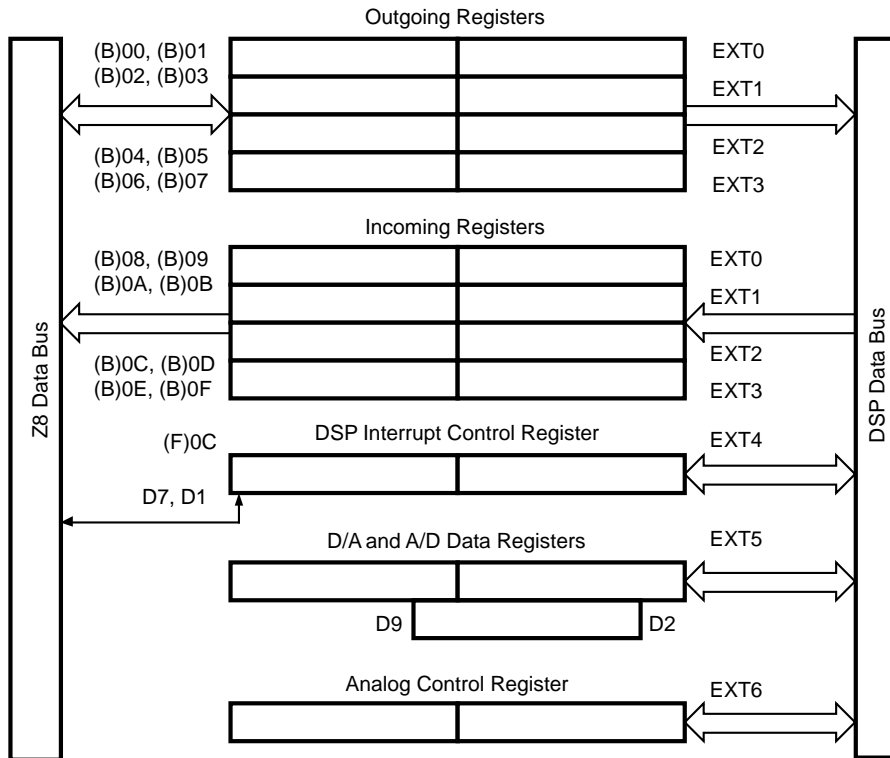 Outgoing Registers
(B)00, (B)01
EXT0
(B)02, (B)03
EXT1
(B)04, (B)05
EXT2
(B)06, (B)07
EXT3
Incoming Registers
(B)08, (B)09
EXT0
(B)0A, (B)0B
EXT1
(B)0C, (B)0D
EXT2
(B)0E, (B)0F
EXT3
Z8 Data Bus
DSP Data Bus
DSP Interrupt Control Register
(F)0C
EXT4
D7, D1
D/A and A/D Data Registers
EXT5
D9
D2
Analog Control Register
EXT6